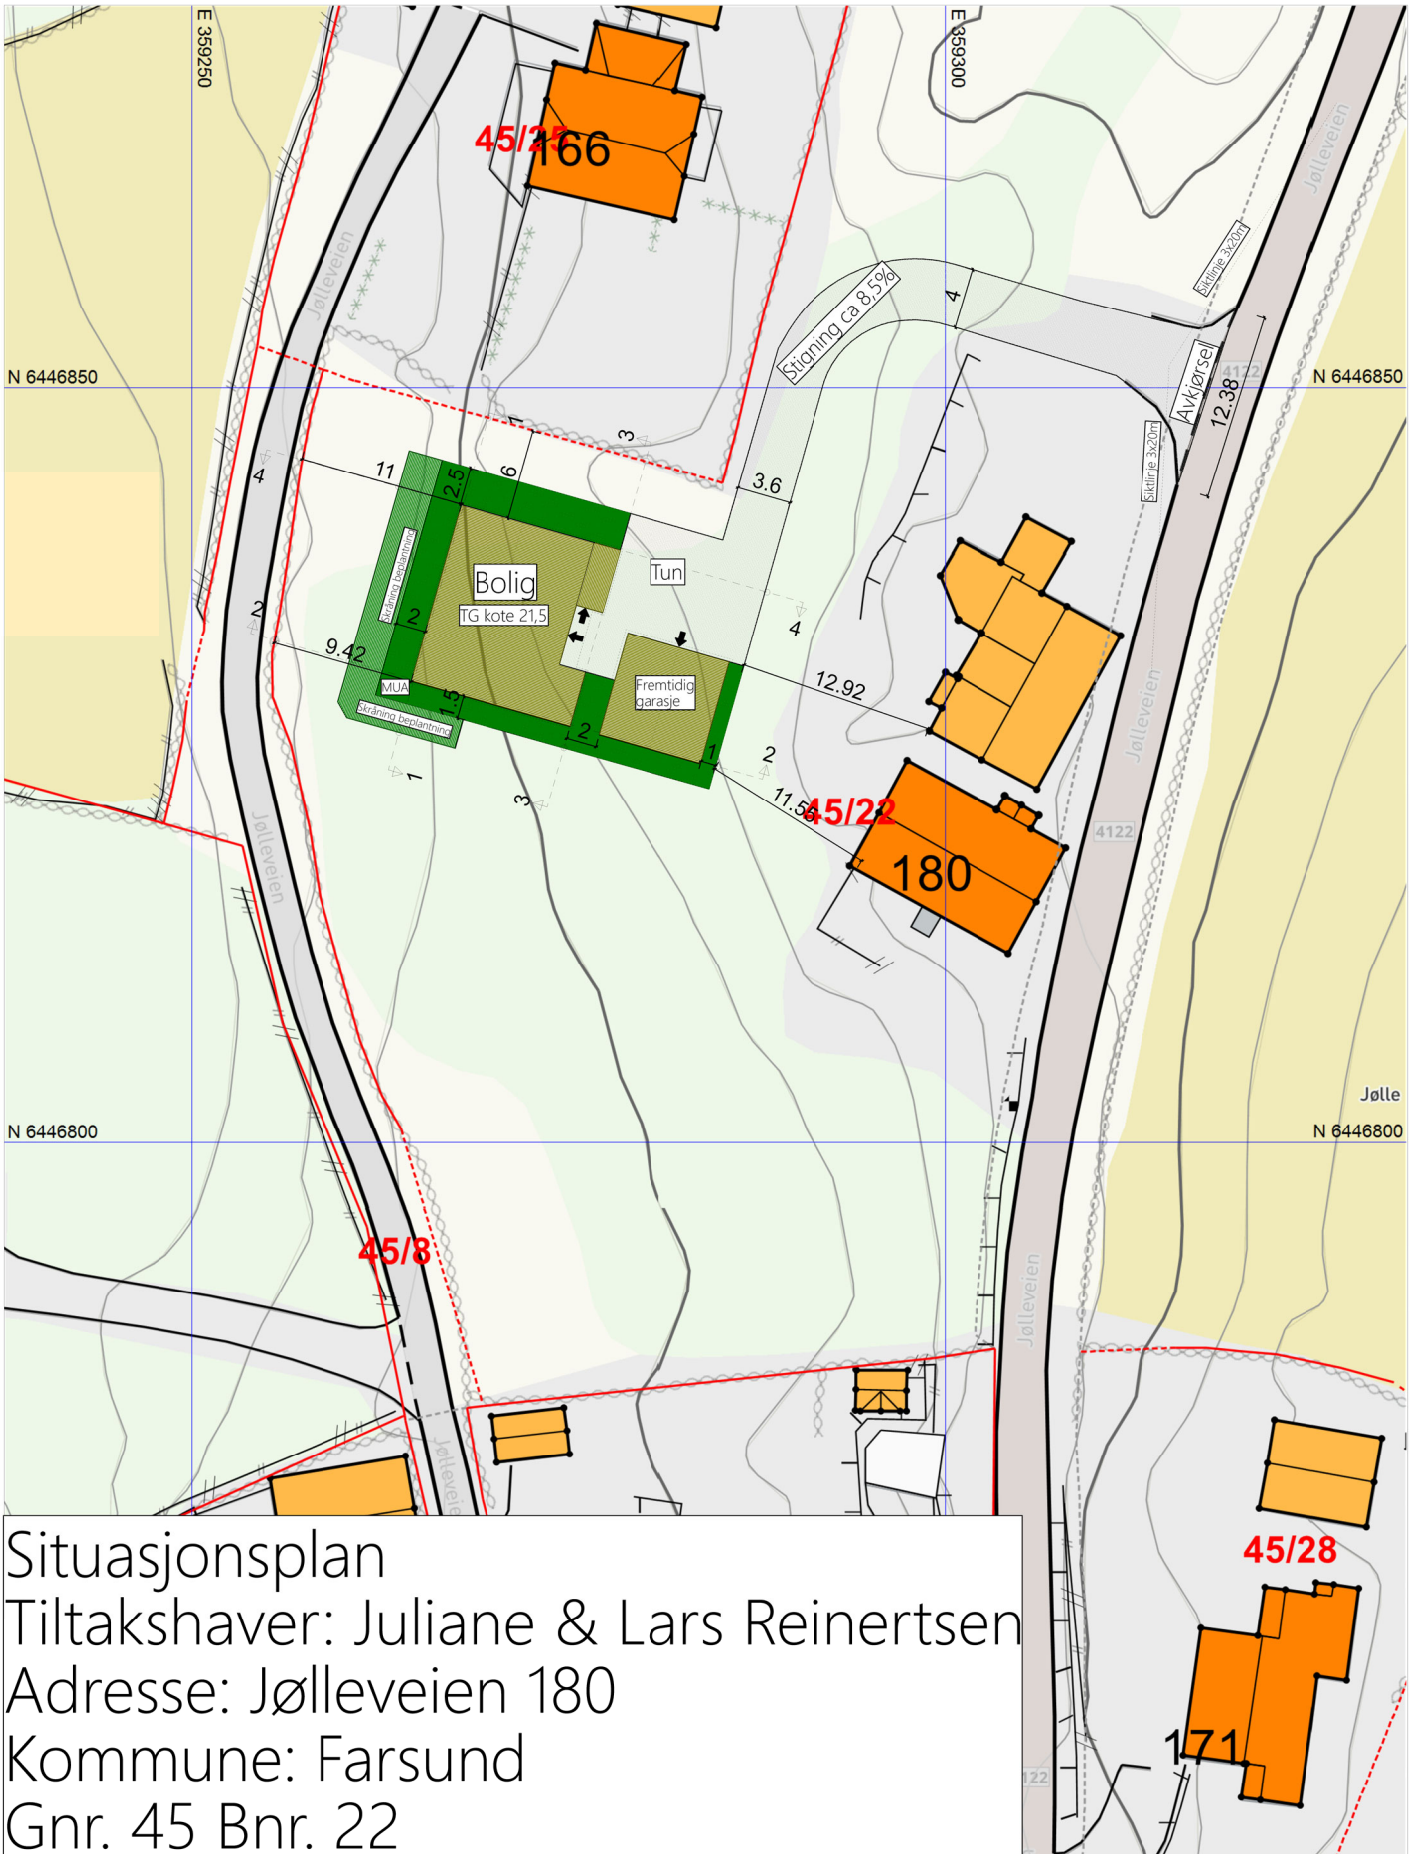 E 359250
E 359300
45/25
166
Jølleveien
Jølleveien
Siktlinje 3x20m
Stigning ca 8,5%
4
N 6446850
N 6446850
Avkjørsel
4122
12.38
Siktlinje 3x20m
1
3
6
11
2.5
4
3.6
Skråning beplantning
Bolig
TG kote 21,5
Tun
2
2
4
9.42
MUA
1.5
Fremtidig
garasje
12.92
Skråning beplantning
2
1
2
1
3
11.55
45/22
180
Jølleveien
4122
Jølleveien
Jølle
N 6446800
N 6446800
45/8
Jølleveien
Jølleveie
45/28
171
122
Situasjonsplan
Tiltakshaver: Juliane & Lars Reinertsen
Adresse: Jølleveien 180
Kommune: Farsund
Gnr. 45 Bnr. 22